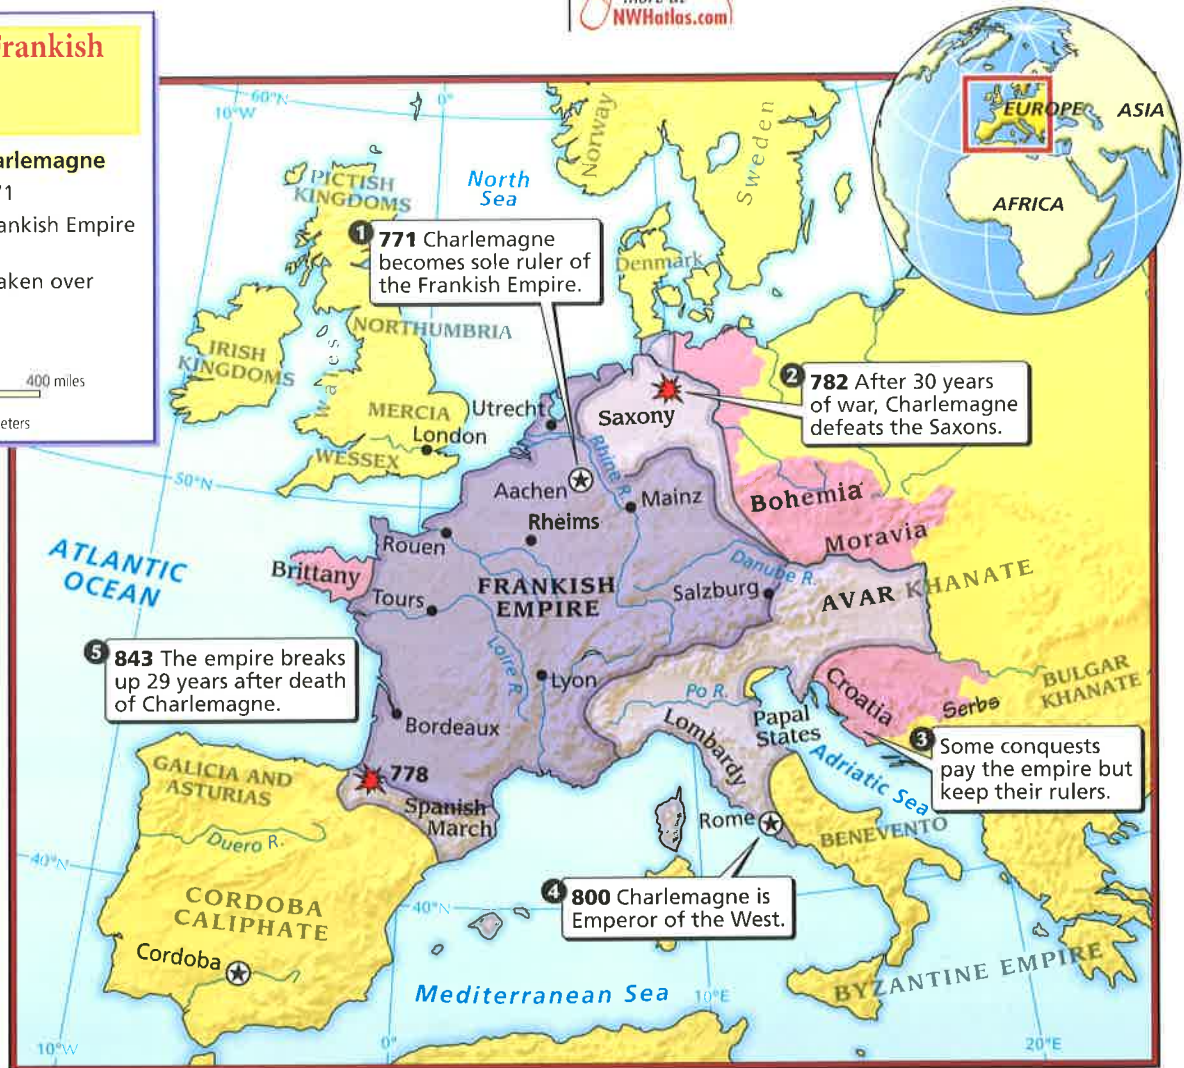 more at
NWHatlas.com
Frankish
arlemagne
71
ankish Empire
aken over
400 miles
eters
EUROPE
ASIA
AFRICA
10°W
60°N
0°
Norway
Sweden
North
Sea
PICTISH
KINGDOMS
1 771 Charlemagne
becomes sole ruler of
the Frankish Empire.
Denmark
NORTHUMBRIA
IRISH
KINGDOMS
Wales
MERCIA
London
WESSEX
Utrecht
Saxony
2 782 After 30 years
of war, Charlemagne
defeats the Saxons.
50°N
Rhine R.
Aachen
Mainz
Bohemia
Rheims
Moravia
Rouen
ATLANTIC
OCEAN
Brittany
FRANKISH
EMPIRE
Danube R.
Salzburg
AVAR KHANATE
Tours
Loire R
5 843 The empire breaks
up 29 years after death
of Charlemagne.
Lyon
Po R.
Croatia
BULGAR
KHANATE
Serbs
Bordeaux
Lombardy
Papal
States
Adriatic Sea
3 Some conquests
pay the empire but
keep their rulers.
GALICIA AND
ASTURIAS
778
Spanish
March
Duero R.
Rome
BENEVENTO
40°N
CORDOBA
CALIPHATE
40°N
4 800 Charlemagne is
Emperor of the West.
Cordoba
Mediterranean Sea
10°E
BYZANTINE EMPIRE
10°W
0°
20°E